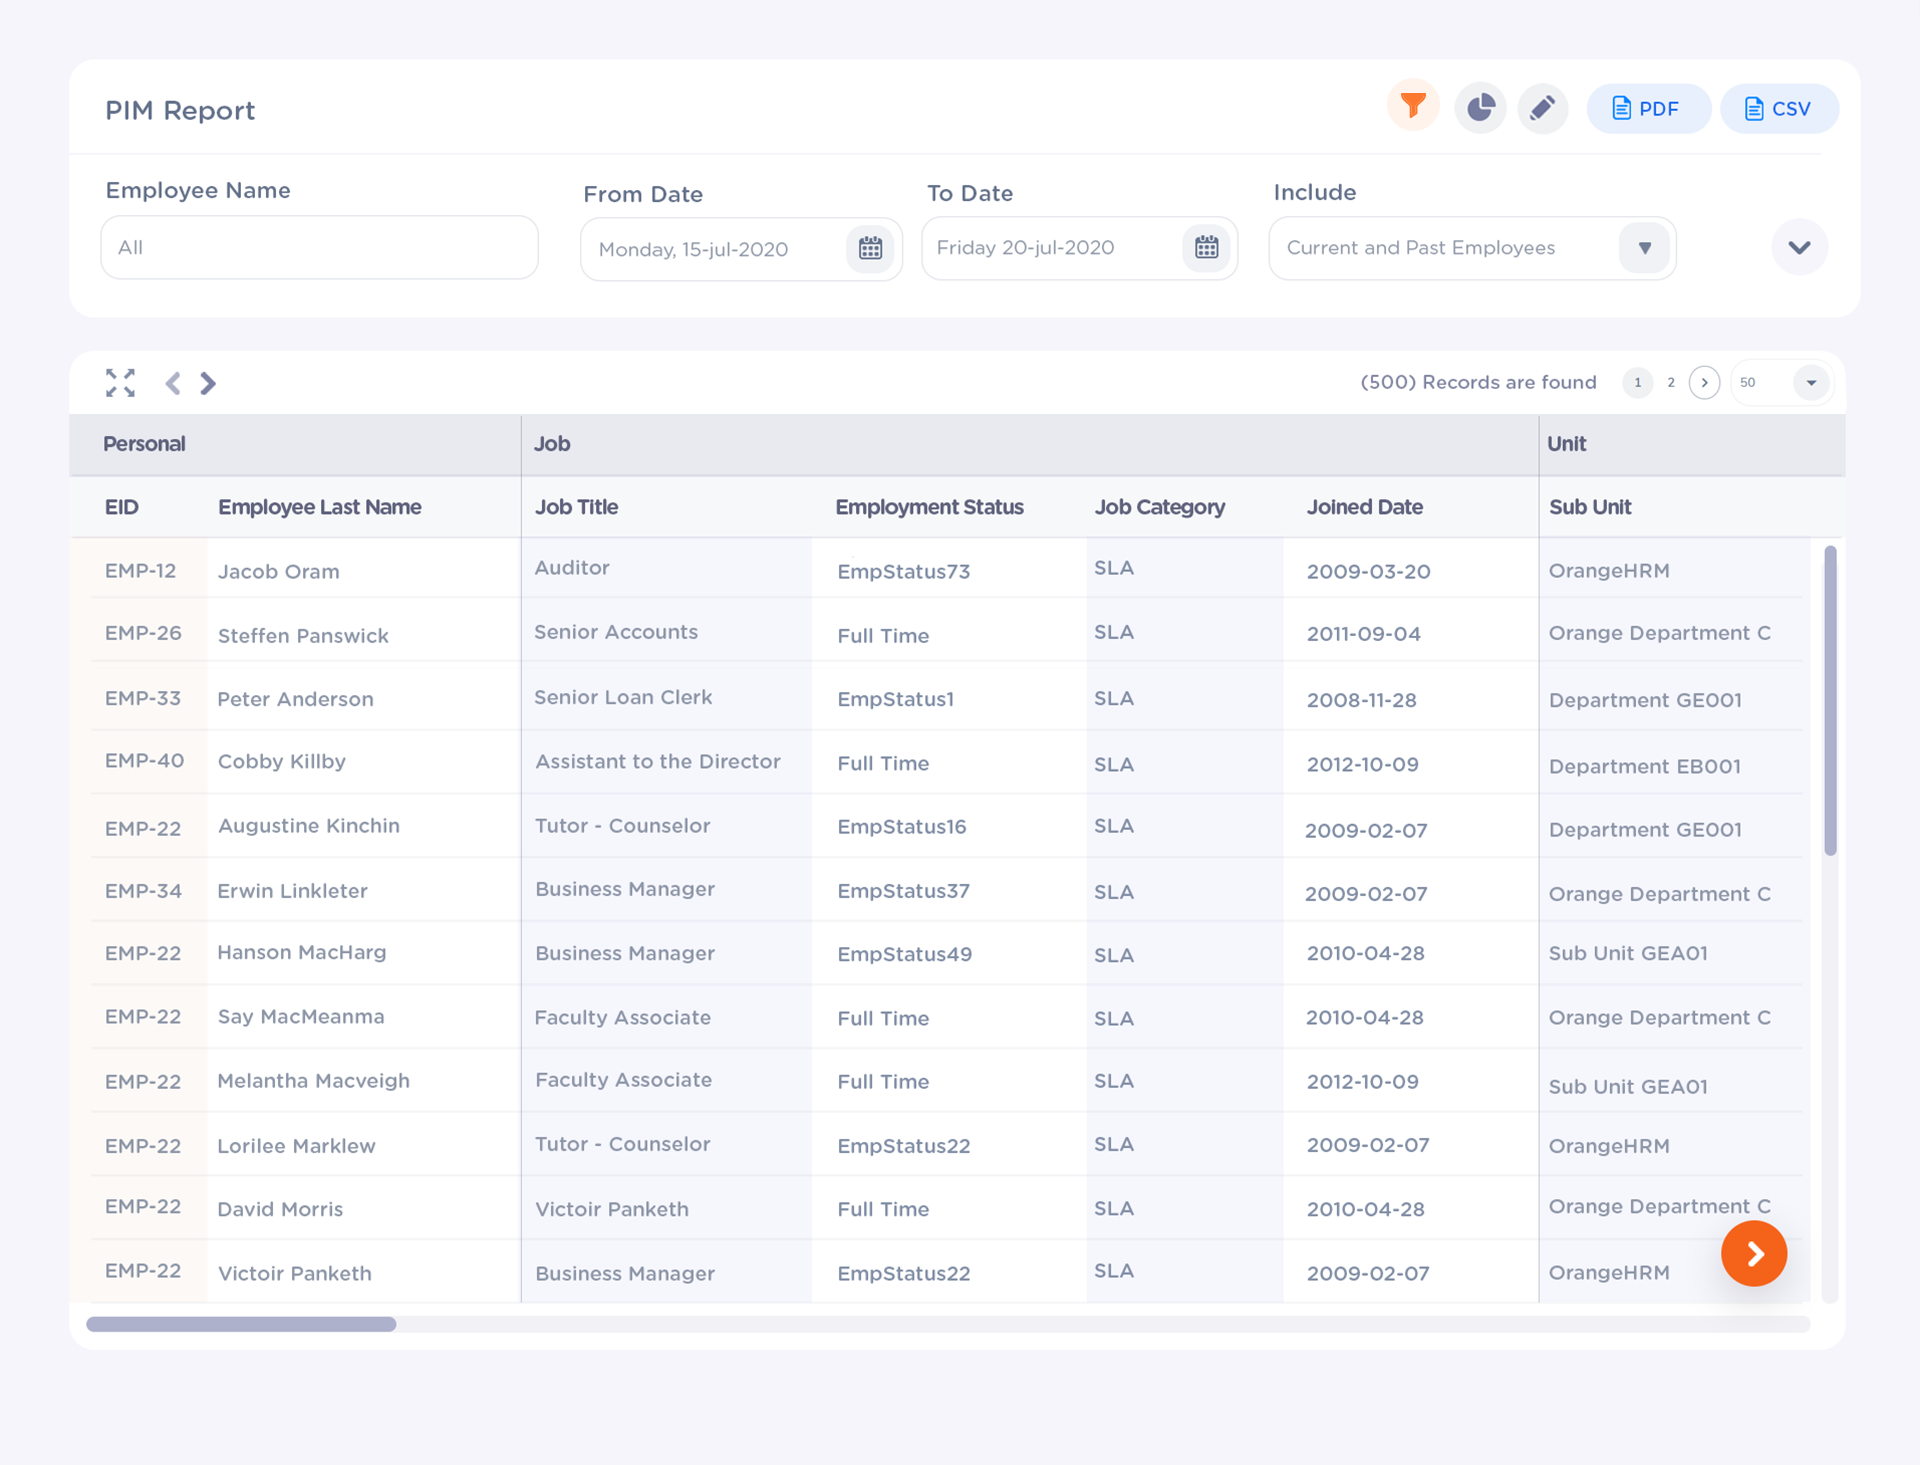 PIM Report
PDF
CSV
Employee Name
From Date
To Date
Include
All
Monday, 15-jul-2020
Friday 20-jul-2020
Current and Past Employees
(500) Records are found 1 2 50
Personal Job Unit
EID Employee Last Name Job Title Employment Status Job Category Joined Date Sub Unit
EMP-12 Jacob Oram Auditor EmpStatus73 SLA 2009-03-20 OrangeHRM
EMP-26 Steffen Panswick Senior Accounts Full Time SLA 2011-09-04 Orange Department C
EMP-33 Peter Anderson Senior Loan Clerk EmpStatus1 SLA 2008-11-28 Department GE001
EMP-40 Cobby Killby Assistant to the Director Full Time SLA 2012-10-09 Department EB001
EMP-22 Augustine Kinchin Tutor - Counselor EmpStatus16 SLA 2009-02-07 Department GE001
EMP-34 Erwin Linkleter Business Manager EmpStatus37 SLA 2009-02-07 Orange Department C
EMP-22 Hanson MacHarg Business Manager EmpStatus49 SLA 2010-04-28 Sub Unit GEA01
EMP-22 Say MacMeanma Faculty Associate Full Time SLA 2010-04-28 Orange Department C
EMP-22 Melantha Macveigh Faculty Associate Full Time SLA 2012-10-09 Sub Unit GEA01
EMP-22 Lorilee Marklew Tutor - Counselor EmpStatus22 SLA 2009-02-07 OrangeHRM
EMP-22 David Morris Victoir Panketh Full Time SLA 2010-04-28 Orange Department C
EMP-22 Victoir Panketh Business Manager EmpStatus22 SLA 2009-02-07 OrangeHRM